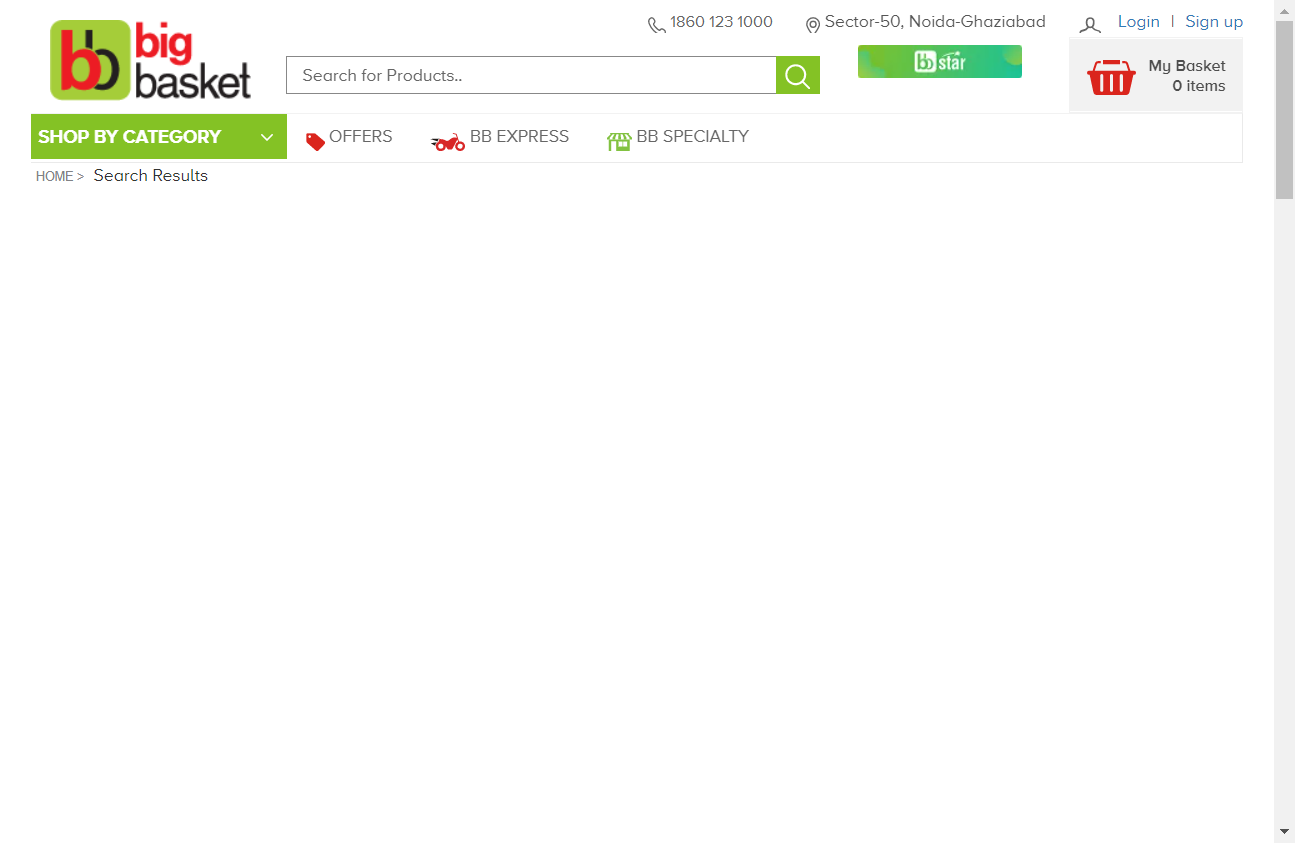 1860 123 1000
Sector-50, Noida-Ghaziabad
Login | Sign up
bb big basket
Search for Products..
bb star
My Basket
0 items
SHOP BY CATEGORY
OFFERS
BB EXPRESS
BB SPECIALTY
HOME > Search Results